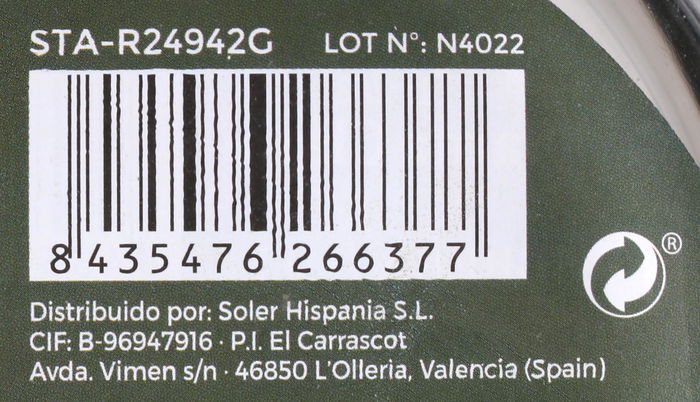 STA-R24942G LOT N°: N4022
8 435476 266377
Distribuido por: Soler Hispania S.L.
CIF: B-96947916 · P.I. El Carrascot
Avda. Vimen s/n · 46850 L'Olleria, Valencia (Spain)
®